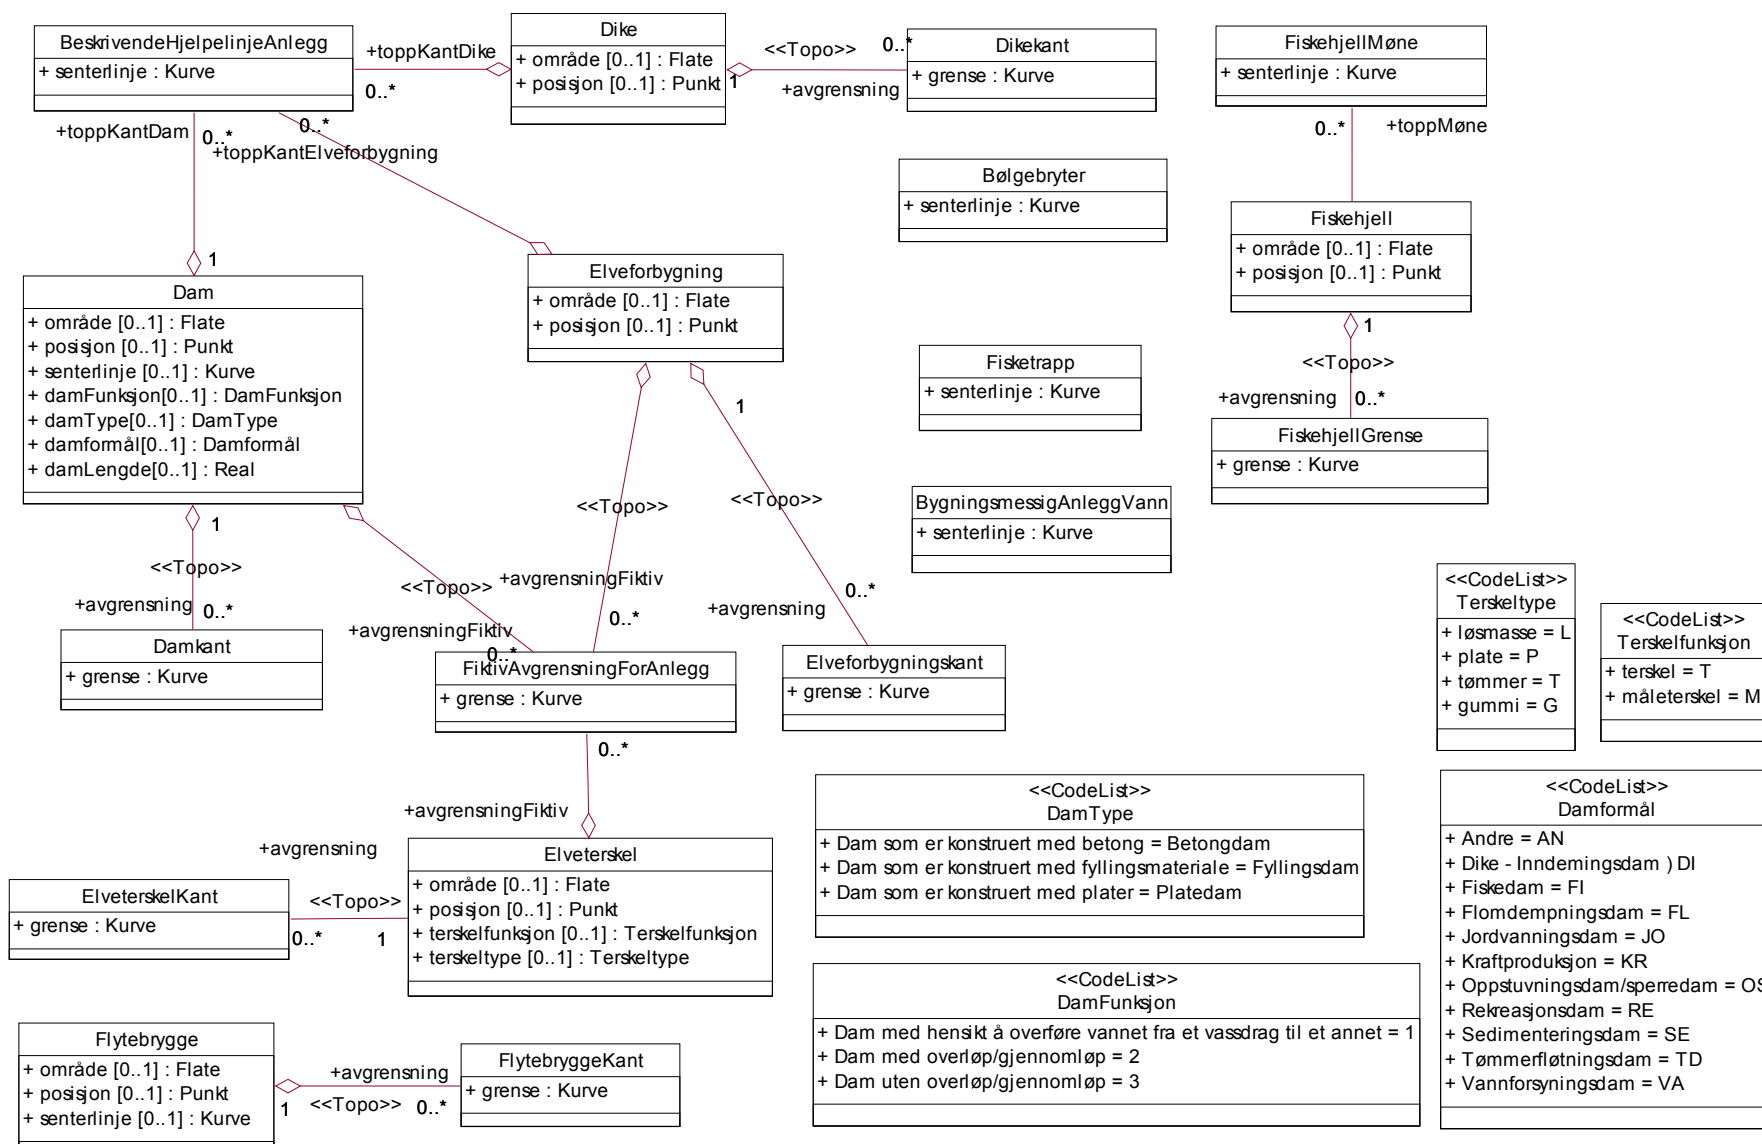 BeskrivendeHjelpelinjeAnlegg
+ senterlinje : Kurve
+toppKantDike
0..*
Dike
+ område [0..1] : Flate
+ posisjon [0..1] : Punkt
1
<<Topo>>
0..*
+avgrensning
Dikekant
+ grense : Kurve
FiskehjellMøne
+ senterlinje : Kurve
0..*
+toppMøne
+toppKantDam
0..*
0..*
+toppKantElveforbygning
Bølgebryter
+ senterlinje : Kurve
Fiskehjell
+ område [0..1] : Flate
+ posisjon [0..1] : Punkt
1
<<Topo>>
+avgrensning
0..*
FiskehjellGrense
+ grense : Kurve
1
Dam
+ område [0..1] : Flate
+ posisjon [0..1] : Punkt
+ senterlinje [0..1] : Kurve
+ damFunksjon[0..1] : DamFunksjon
+ damType[0..1] : DamType
+ damformål[0..1] : Damformål
+ damLengde[0..1] : Real
Elveforbygning
+ område [0..1] : Flate
+ posisjon [0..1] : Punkt
1
Fisketrapp
+ senterlinje : Kurve
BygningsmessigAnleggVann
+ senterlinje : Kurve
1
<<Topo>>
+avgrensning
0..*
Damkant
+ grense : Kurve
<<Topo>>
+avgrensningFiktiv
0..*
<<Topo>>
+avgrensningFiktiv
0..*
<<Topo>>
0..*
+avgrensning
FiktivAvgrensningForAnlegg
+ grense : Kurve
Elveforbygningskant
+ grense : Kurve
<<CodeList>>
Terskeltype
+ løsmasse = L
+ plate = P
+ tømmer = T
+ gummi = G
<<CodeList>>
Terskelfunksjon
+ terskel = T
+ måleterskel = M
0..*
+avgrensningFiktiv
+avgrensning
Elveterskel
+ område [0..1] : Flate
+ posisjon [0..1] : Punkt
+ terskelfunksjon [0..1] : Terskelfunksjon
+ terskeltype [0..1] : Terskeltype
ElveterskelKant
+ grense : Kurve
<<Topo>>
0..*
1
<<CodeList>>
DamType
+ Dam som er konstruert med betong = Betongdam
+ Dam som er konstruert med fyllingsmateriale = Fyllingsdam
+ Dam som er konstruert med plater = Platedam
<<CodeList>>
Damformål
+ Andre = AN
+ Dike - Inndemingsdam ) DI
+ Fiskedam = FI
+ Flomdempningsdam = FL
+ Jordvanningsdam = JO
+ Kraftproduksjon = KR
+ Oppstuvningsdam/sperredam = OS
+ Rekreasjonsdam = RE
+ Sedimenteringsdam = SE
+ Tømmerfløtningsdam = TD
+ Vannforsyningsdam = VA
<<CodeList>>
DamFunksjon
+ Dam med hensikt å overføre vannet fra et vassdrag til et annet = 1
+ Dam med overløp/gjennomløp = 2
+ Dam uten overløp/gjennomløp = 3
Flytebrygge
+ område [0..1] : Flate
+ posisjon [0..1] : Punkt
+ senterlinje [0..1] : Kurve
+avgrensning
1
<<Topo>>
0..*
FlytebryggeKant
+ grense : Kurve